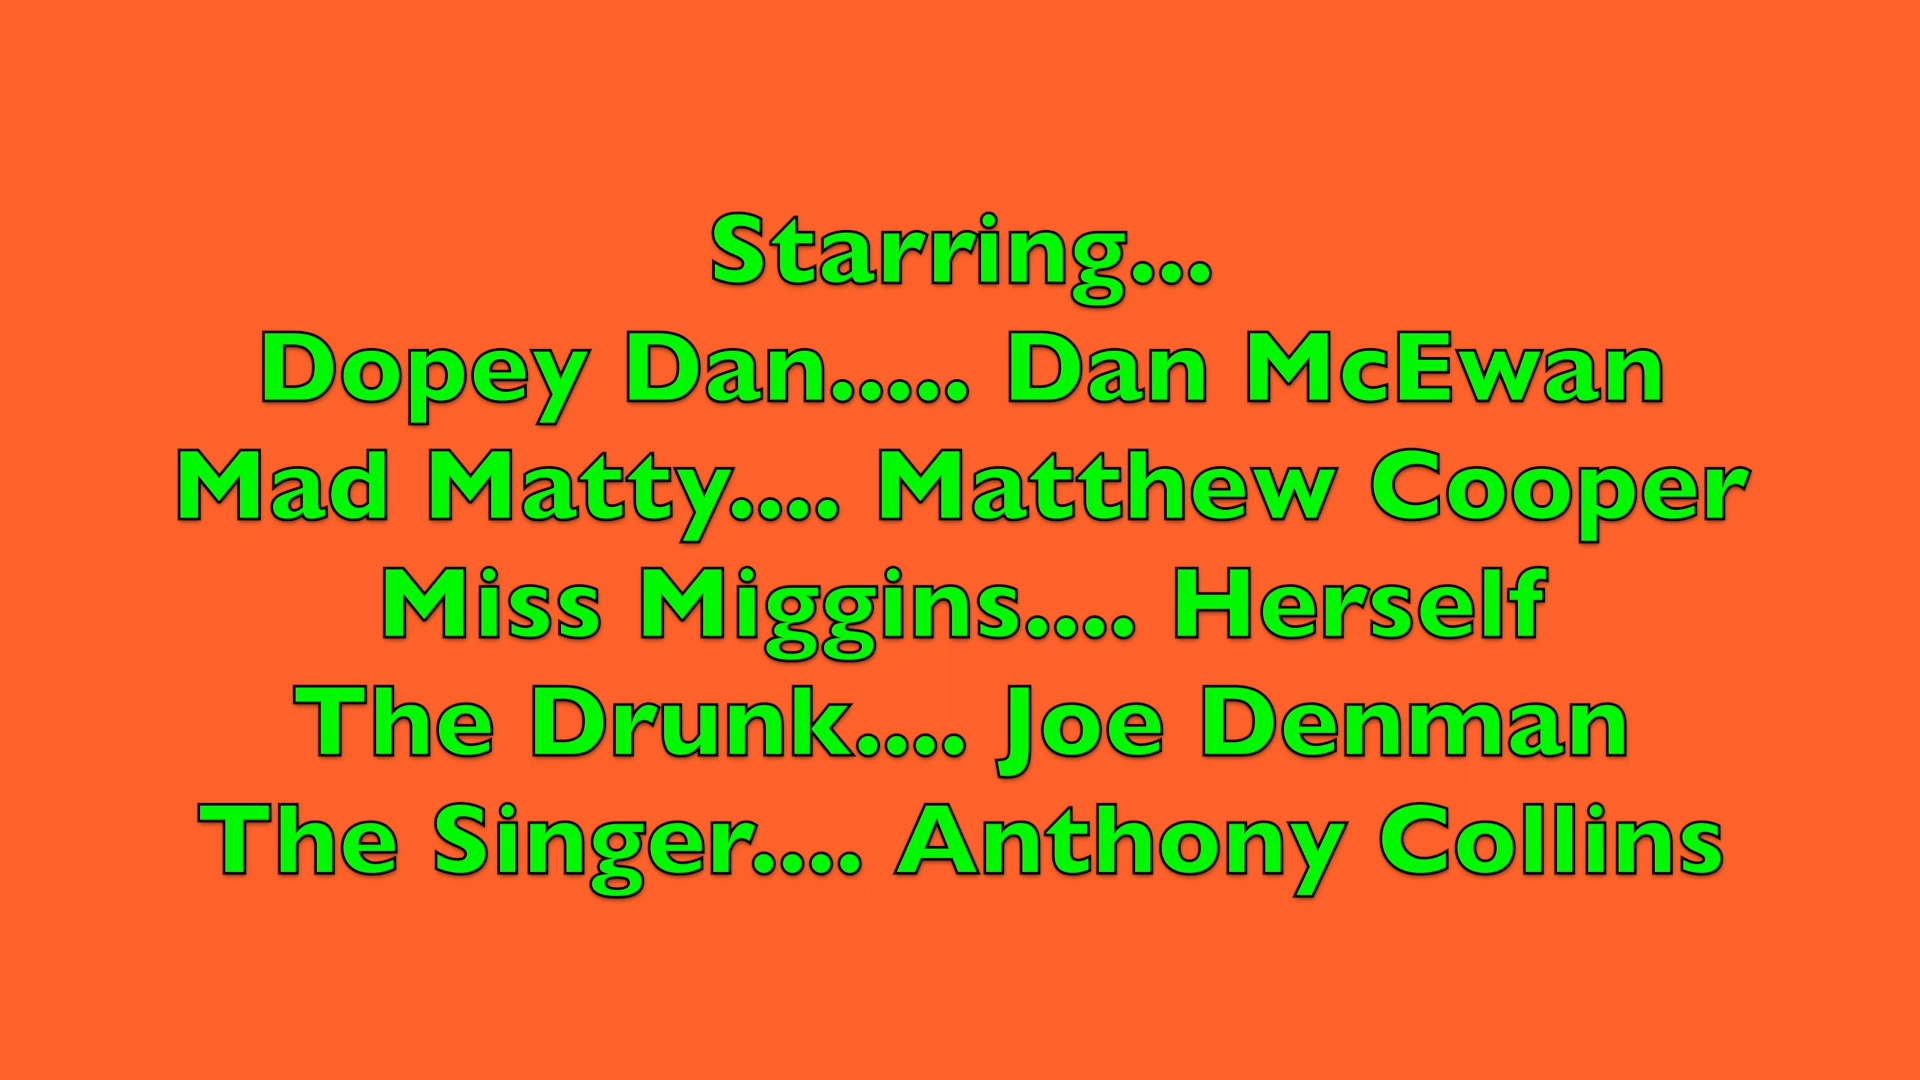 Starring...
Dopey Dan..... Dan McEwan
Mad Matty.... Matthew Cooper
Miss Miggins.... Herself
The Drunk.... Joe Denman
The Singer.... Anthony Collins